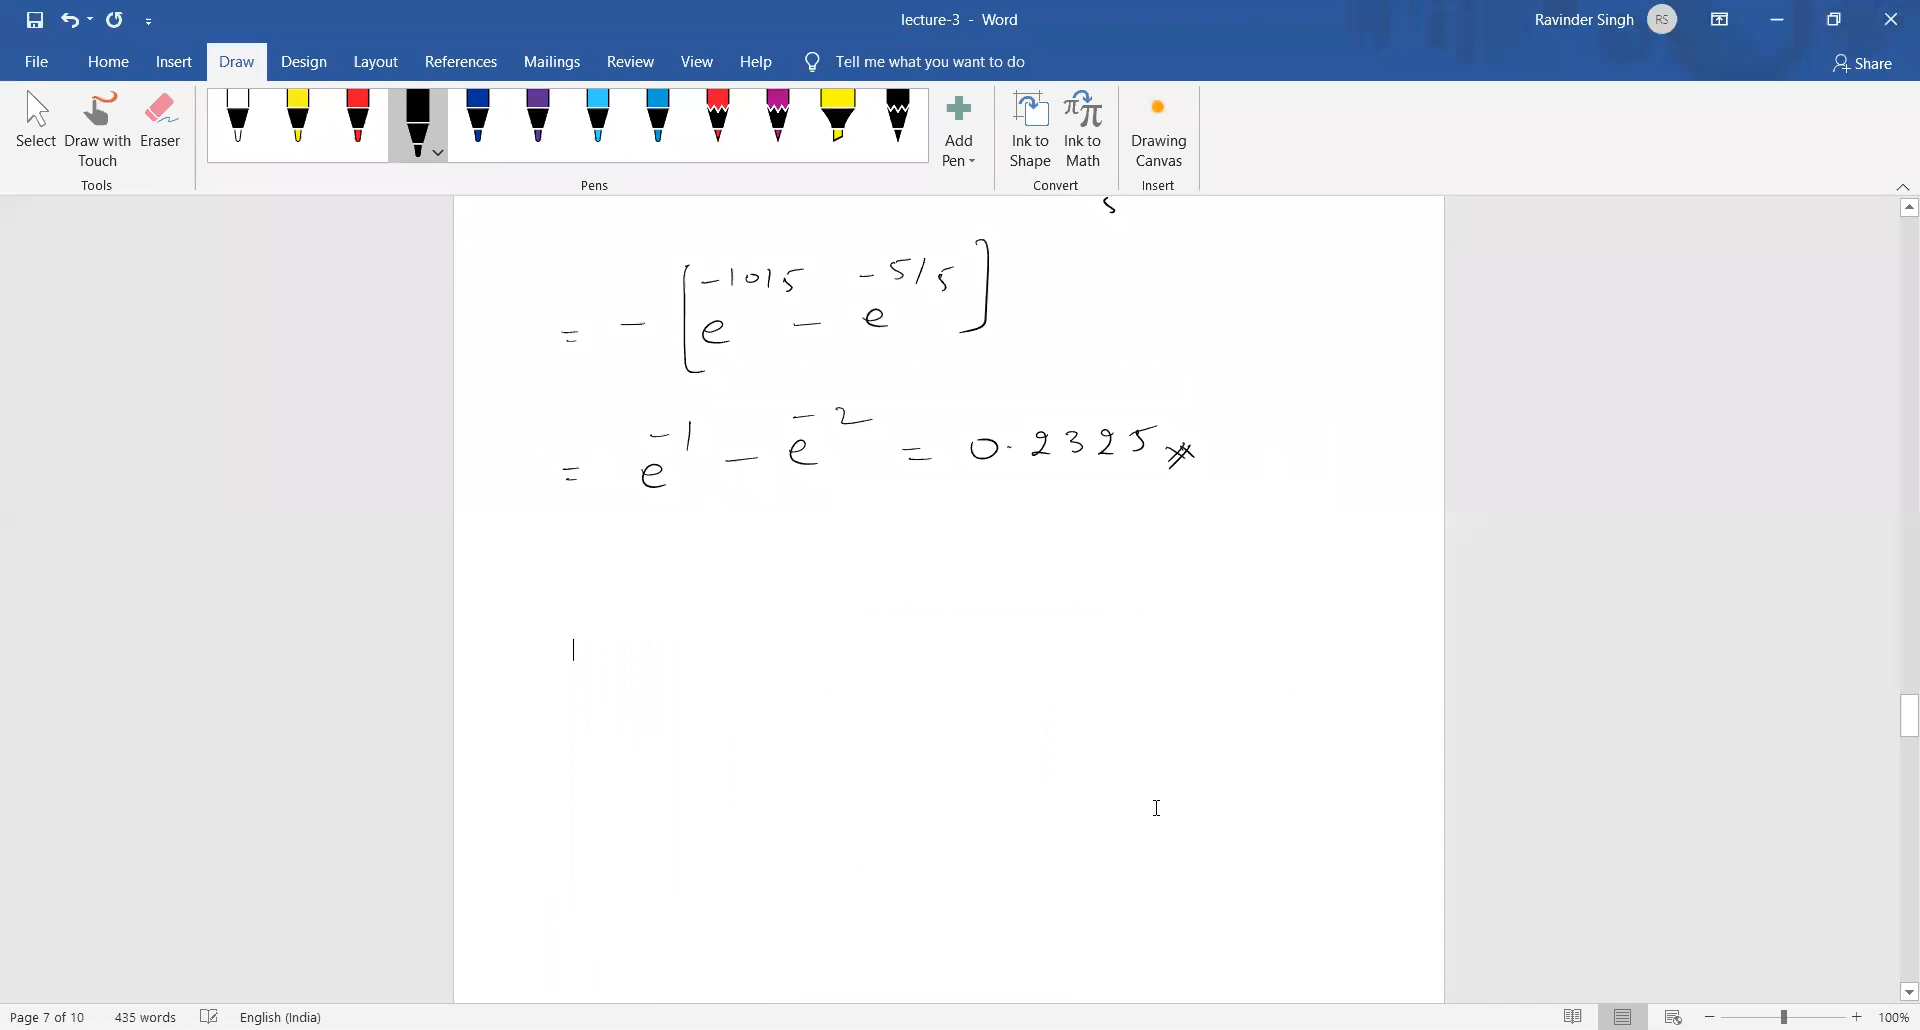 lecture-3 - Word
Ravinder Singh RS
File Home Insert Draw Design Layout References Mailings Review View Help Tell me what you want to do Share
Select Draw with Touch Eraser Add Pen Ink to Shape Ink to Math Drawing Canvas
Tools Pens Convert Insert
5
= - [e^{-10/5} - e^{-5/5}]
= e^{-1} - e^{-2} = 0.2325
Page 7 of 10 435 words English (India) 100%